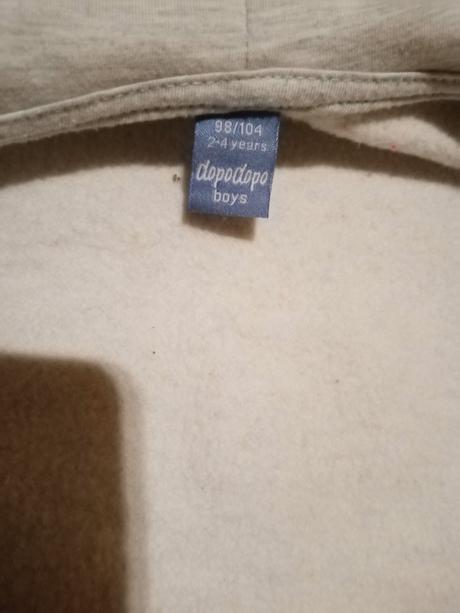 98/104
2-4 years
dopodopo
boys